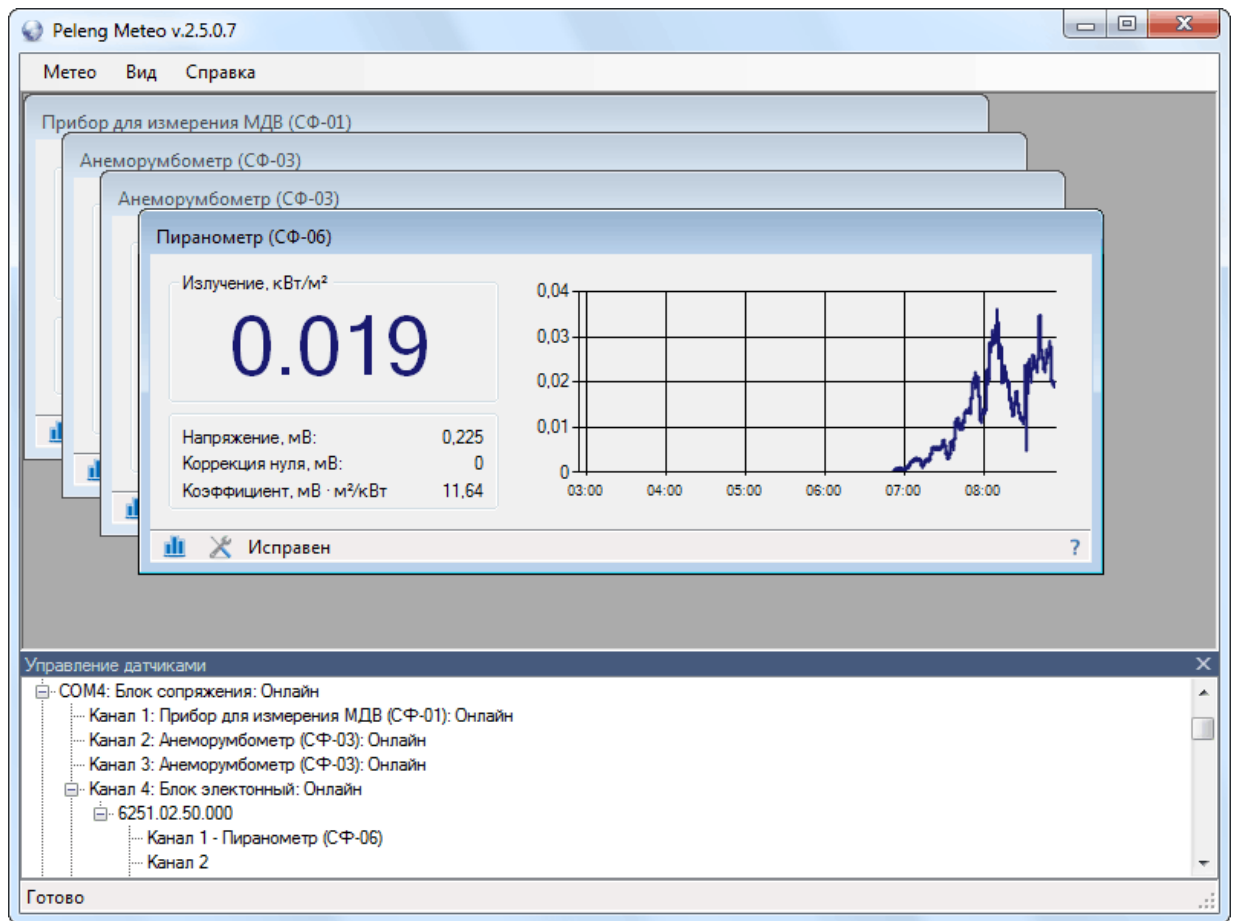 Peleng Meteo v.2.5.0.7
Метео Вид Справка
Прибор для измерения МДВ (СФ-01)
Анеморумбометр (СФ-03)
Анеморумбометр (СФ-03)
Пиранометр (СФ-06)
Излучение, кВт/м²
0.019
Напряжение, мВ: 0,225
Коррекция нуля, мВ: 0
Коэффициент, мВ · м²/кВт 11,64
0,04
0,03
0,02
0,01
0
03:00 04:00 05:00 06:00 07:00 08:00
Исправен ?
Управление датчиками
COM4: Блок сопряжения: Онлайн
Канал 1: Прибор для измерения МДВ (СФ-01): Онлайн
Канал 2: Анеморумбометр (СФ-03): Онлайн
Канал 3: Анеморумбометр (СФ-03): Онлайн
Канал 4: Блок электонный: Онлайн
6251.02.50.000
Канал 1 - Пиранометр (СФ-06)
Канал 2
Готово